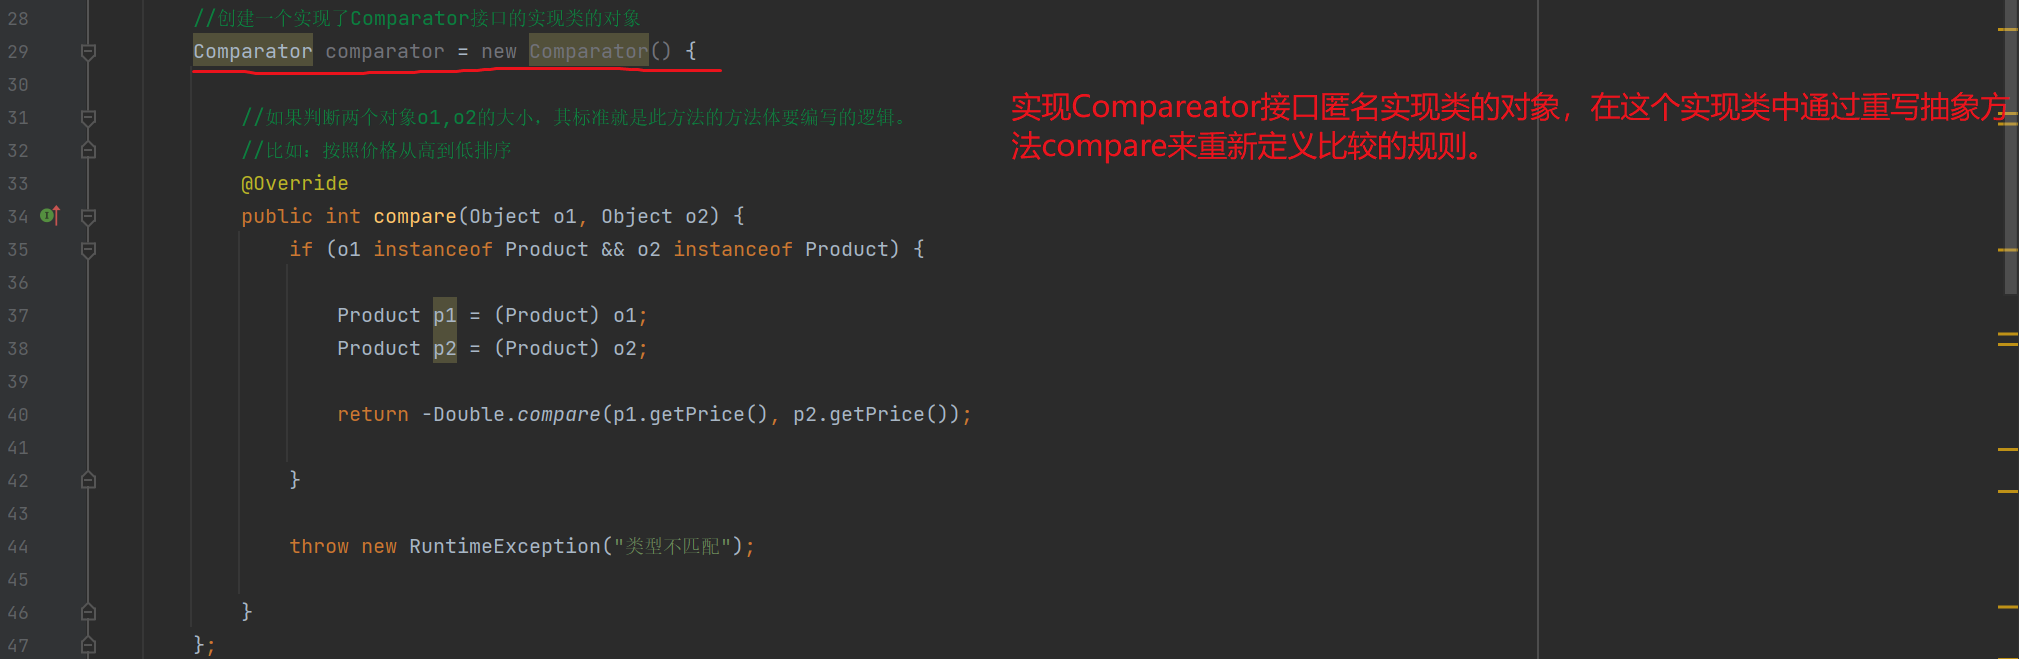 28 //创建一个实现了Comparator接口的实现类的对象
29 Comparator comparator = new Comparator() {
30
31 //如果判断两个对象o1,o2的大小，其标准就是此方法的方法体要编写的逻辑。
实现Compareator接口匿名实现类的对象，在这个实现类中通过重写抽象方
法compare来重新定义比较的规则。
32 //比如：按照价格从高到低排序
33 @Override
34 public int compare(Object o1, Object o2) {
35 if (o1 instanceof Product && o2 instanceof Product) {
36
37 Product p1 = (Product) o1;
38 Product p2 = (Product) o2;
39
40 return -Double.compare(p1.getPrice(), p2.getPrice());
41
42 }
43
44 throw new RuntimeException("类型不匹配");
45
46 }
47 };